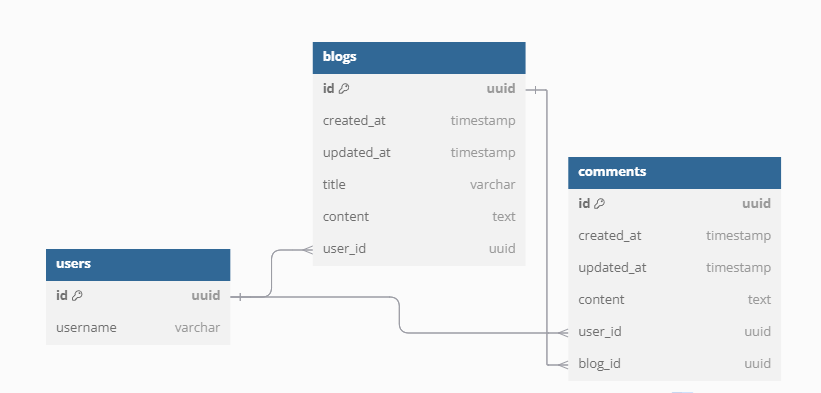 blogs
id uuid
created_at timestamp
updated_at timestamp
title varchar
content text
user_id uuid
comments
id uuid
created_at timestamp
updated_at timestamp
content text
user_id uuid
blog_id uuid
users
id uuid
username varchar